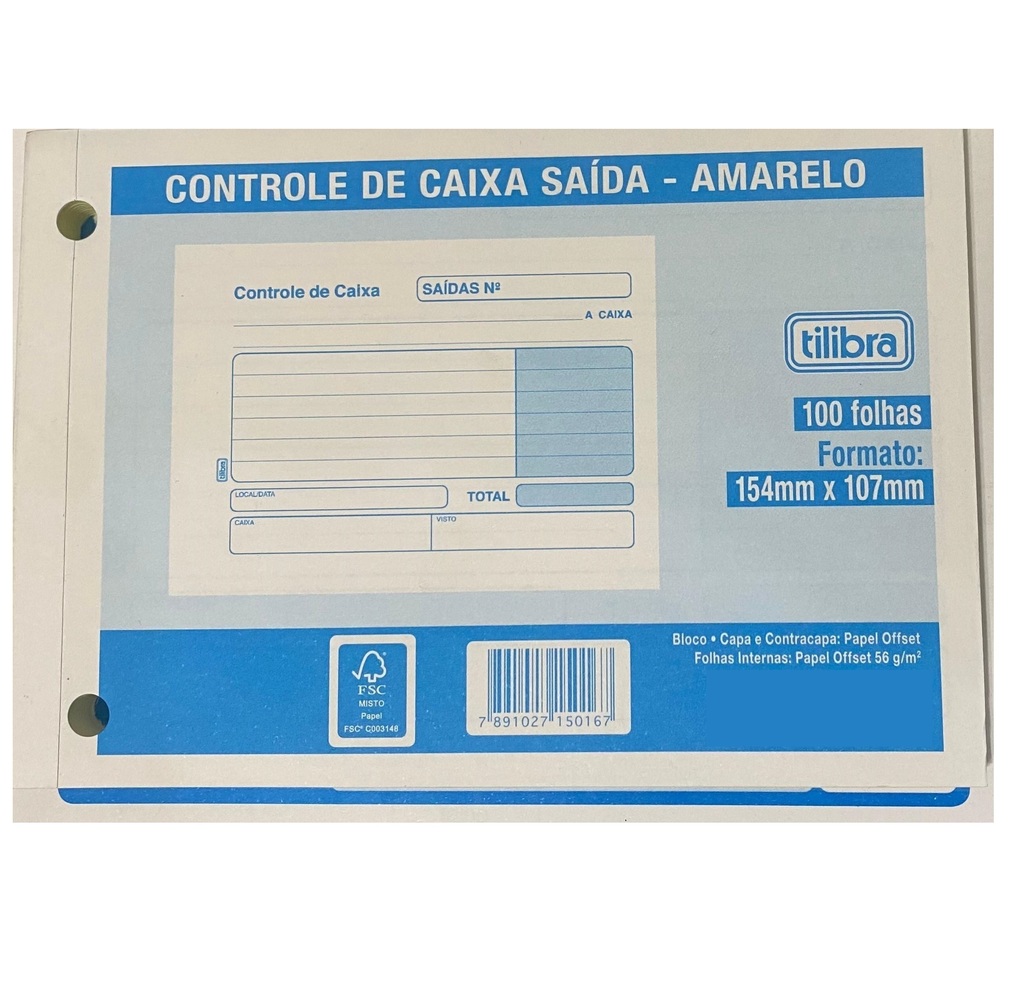 CONTROLE DE CAIXA SAÍDA - AMARELO
Controle de Caixa
SAÍDAS Nº
A CAIXA
tilibra
100 folhas
Formato:
154mm x 107mm
tilibra
LOCAL/DATA
TOTAL
CAIXA
VISTO
Bloco • Capa e Contracapa: Papel Offset
Folhas Internas: Papel Offset 56 g/m²
FSC
MISTO
Papel
FSC® C003148
7 891027 150167